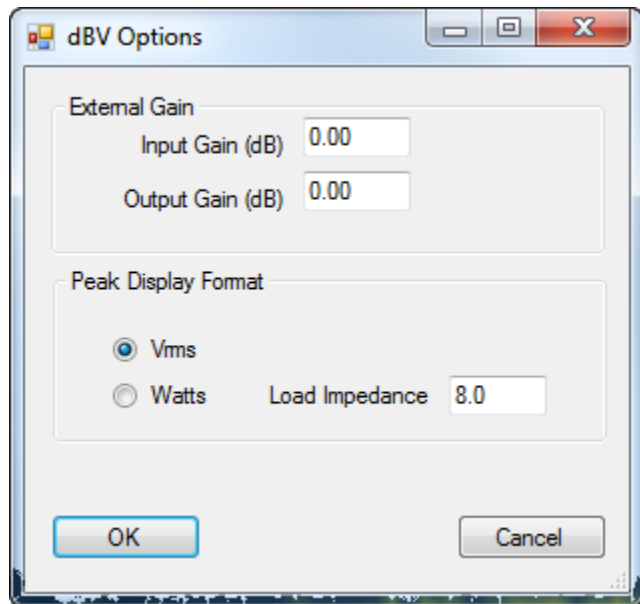 dBV Options
External Gain
Input Gain (dB) 0.00
Output Gain (dB) 0.00
Peak Display Format
Vrms
Watts Load Impedance 8.0
OK Cancel